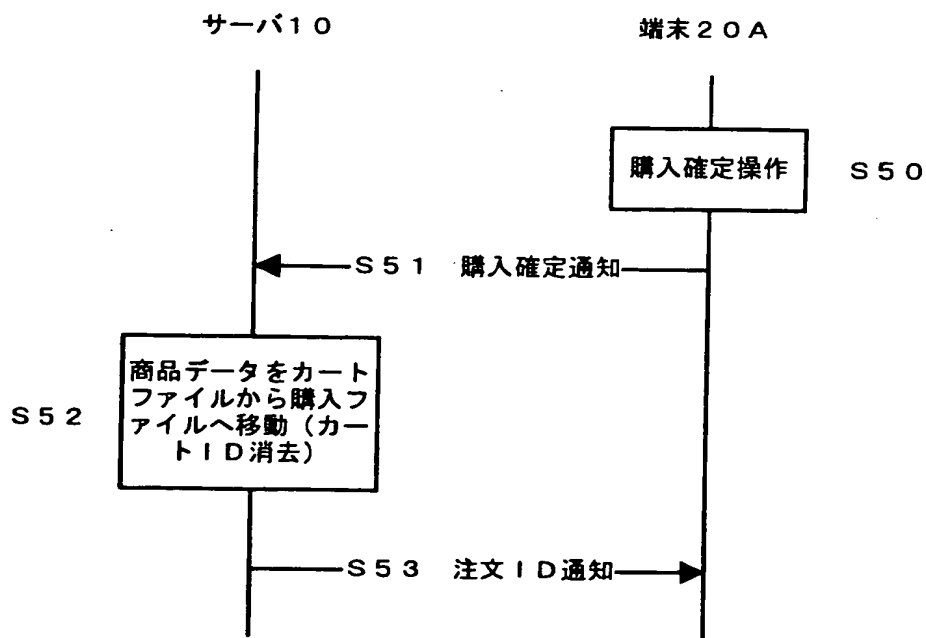 サーバ１０
端末２０Ａ
購入確定操作
Ｓ５０
Ｓ５１　購入確定通知
商品データをカート
ファイルから購入フ
ァイルへ移動（カー
トＩＤ消去）
Ｓ５２
Ｓ５３　注文ＩＤ通知